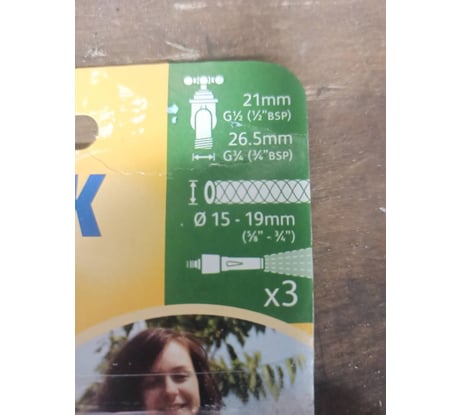 21mm
G½ (½"BSP)
26.5mm
G¾ (¾"BSP)
K
Ø 15 - 19mm
(⅝" - ¾")
x3